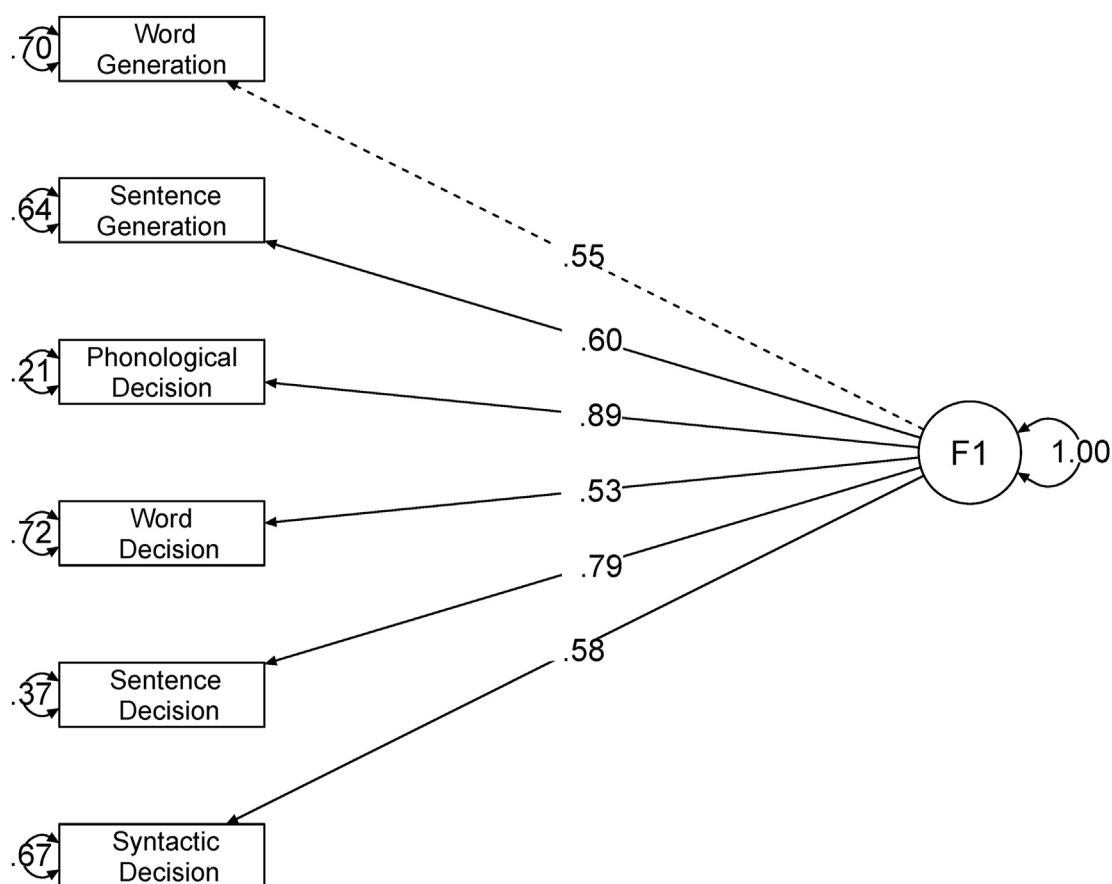 .70
Word
Generation
.64
Sentence
Generation
.21
Phonological
Decision
.72
Word
Decision
.37
Sentence
Decision
.67
Syntactic
Decision
.55
.60
.89
.53
.79
.58
F1
1.00